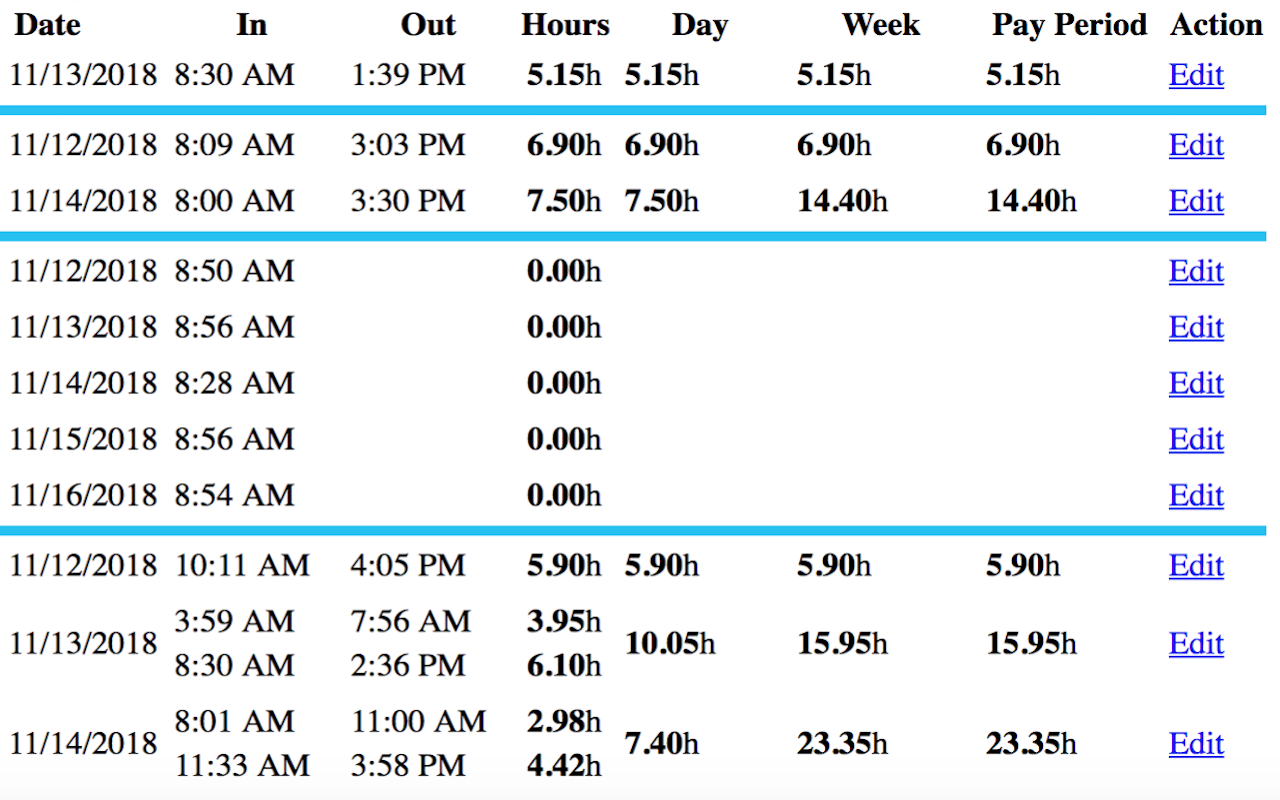 Date In Out Hours Day Week Pay Period Action
11/13/2018 8:30 AM 1:39 PM 5.15h 5.15h 5.15h 5.15h Edit
11/12/2018 8:09 AM 3:03 PM 6.90h 6.90h 6.90h 6.90h Edit
11/14/2018 8:00 AM 3:30 PM 7.50h 7.50h 14.40h 14.40h Edit
11/12/2018 8:50 AM 0.00h Edit
11/13/2018 8:56 AM 0.00h Edit
11/14/2018 8:28 AM 0.00h Edit
11/15/2018 8:56 AM 0.00h Edit
11/16/2018 8:54 AM 0.00h Edit
11/12/2018 10:11 AM 4:05 PM 5.90h 5.90h 5.90h 5.90h Edit
3:59 AM 7:56 AM 3.95h
11/13/2018 10.05h 15.95h 15.95h Edit
8:30 AM 2:36 PM 6.10h
8:01 AM 11:00 AM 2.98h
11/14/2018 7.40h 23.35h 23.35h Edit
11:33 AM 3:58 PM 4.42h